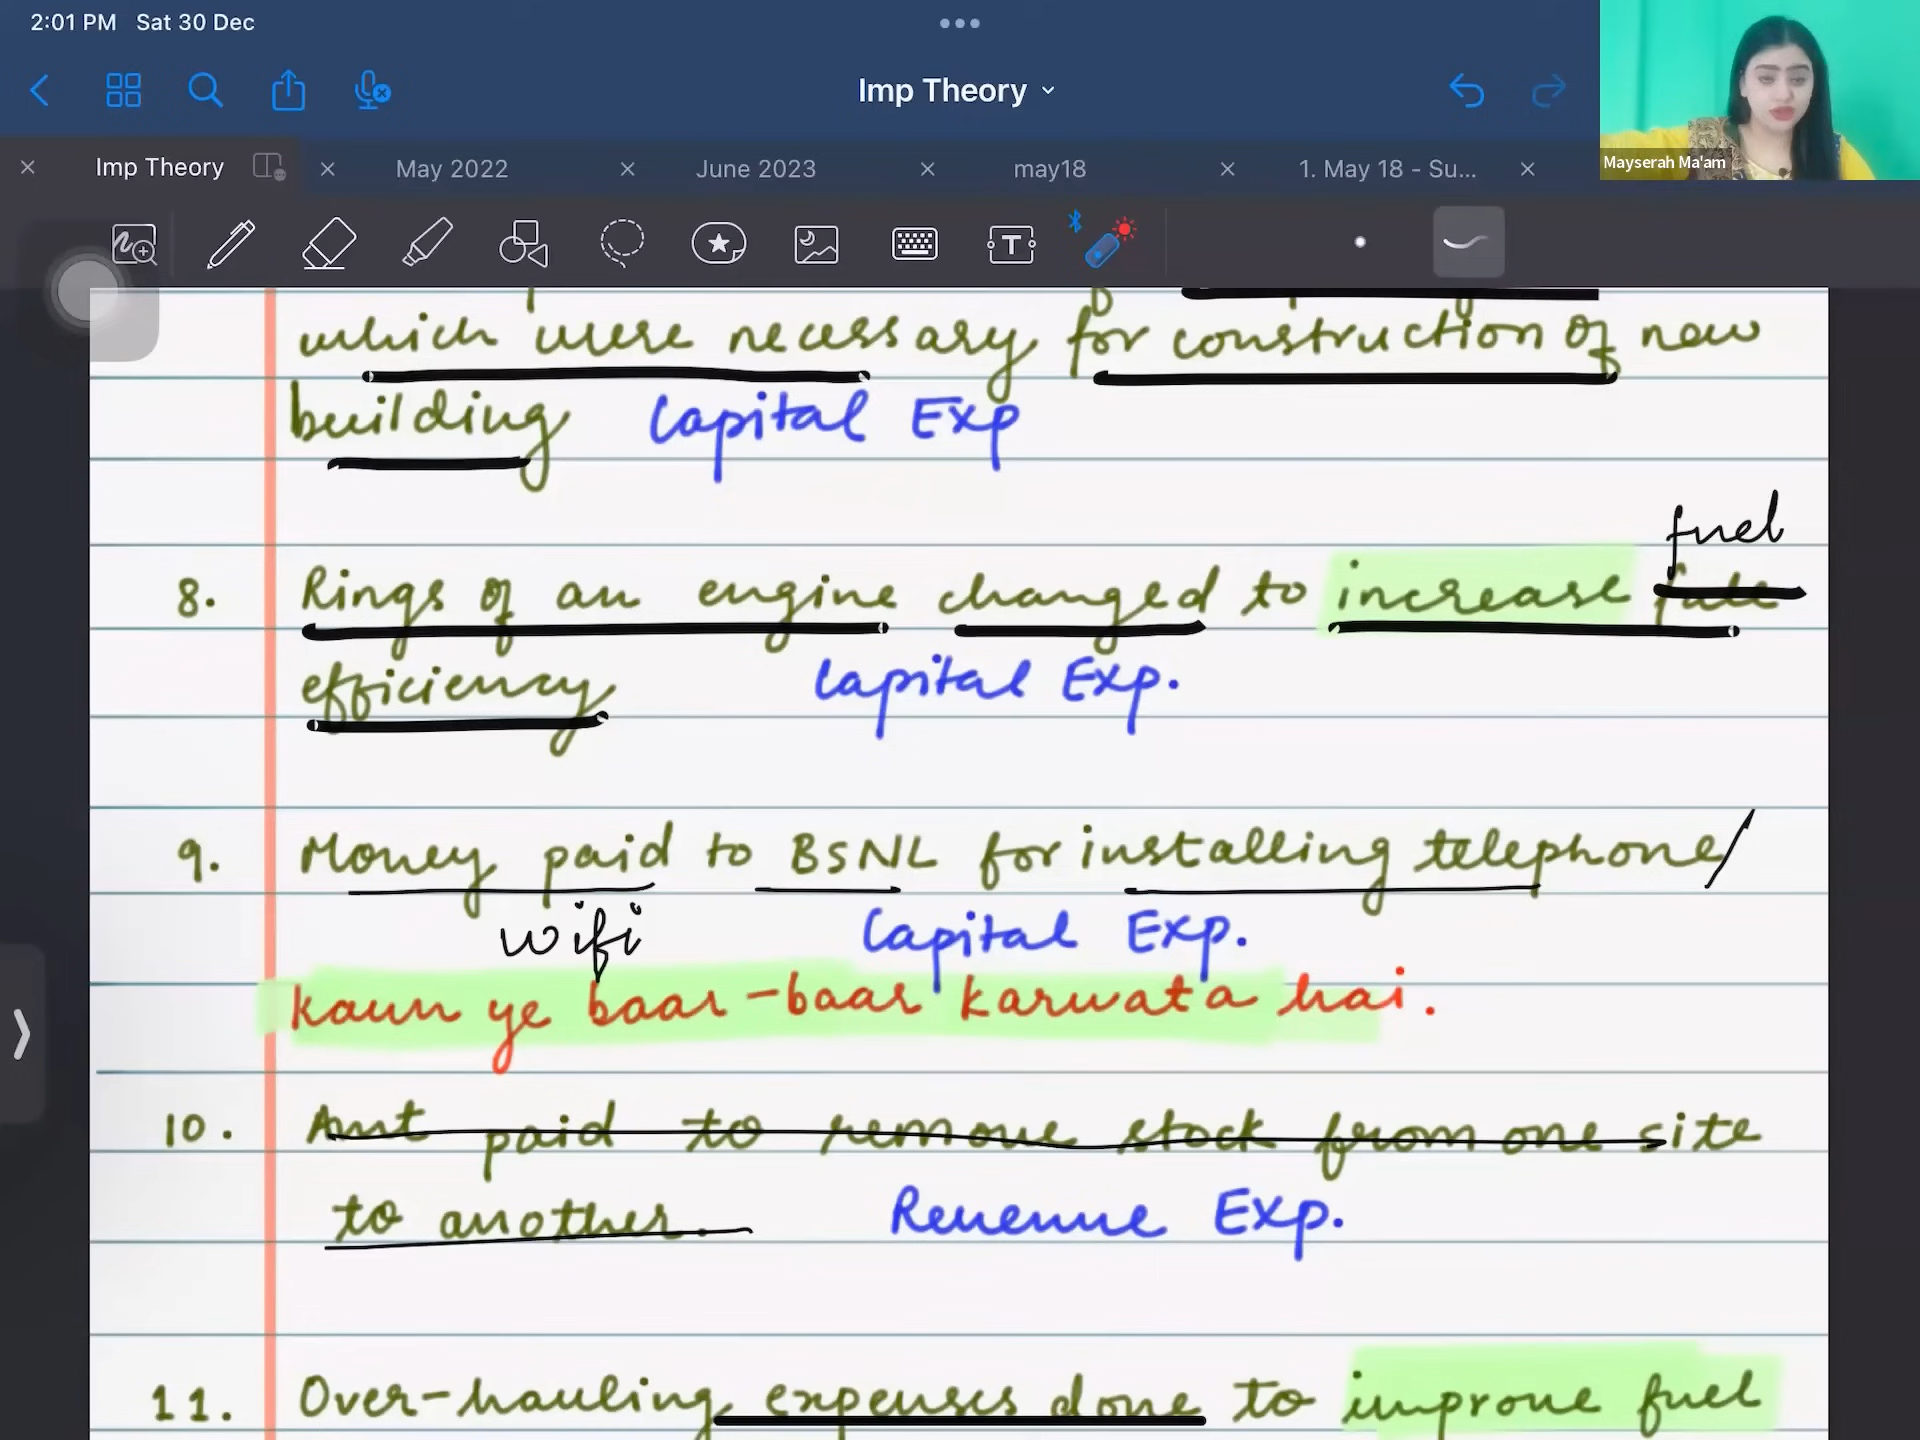 2:01 PM Sat 30 Dec
Imp Theory
Mayserah Ma'am
Imp Theory May 2022 June 2023 may18 1. May 18 - Su...
which were necessary for construction of new
building Capital Exp
fuel
8. Rings of an engine changed to increase
efficiency Capital Exp.
9. Money paid to BSNL for installing telephone/
wifi Capital Exp.
kaun ye baar-baar karwata hai.
10. Amt paid to remove stock from one site
to another. Revenue Exp.
11. Over-hauling expenses done to improve fuel